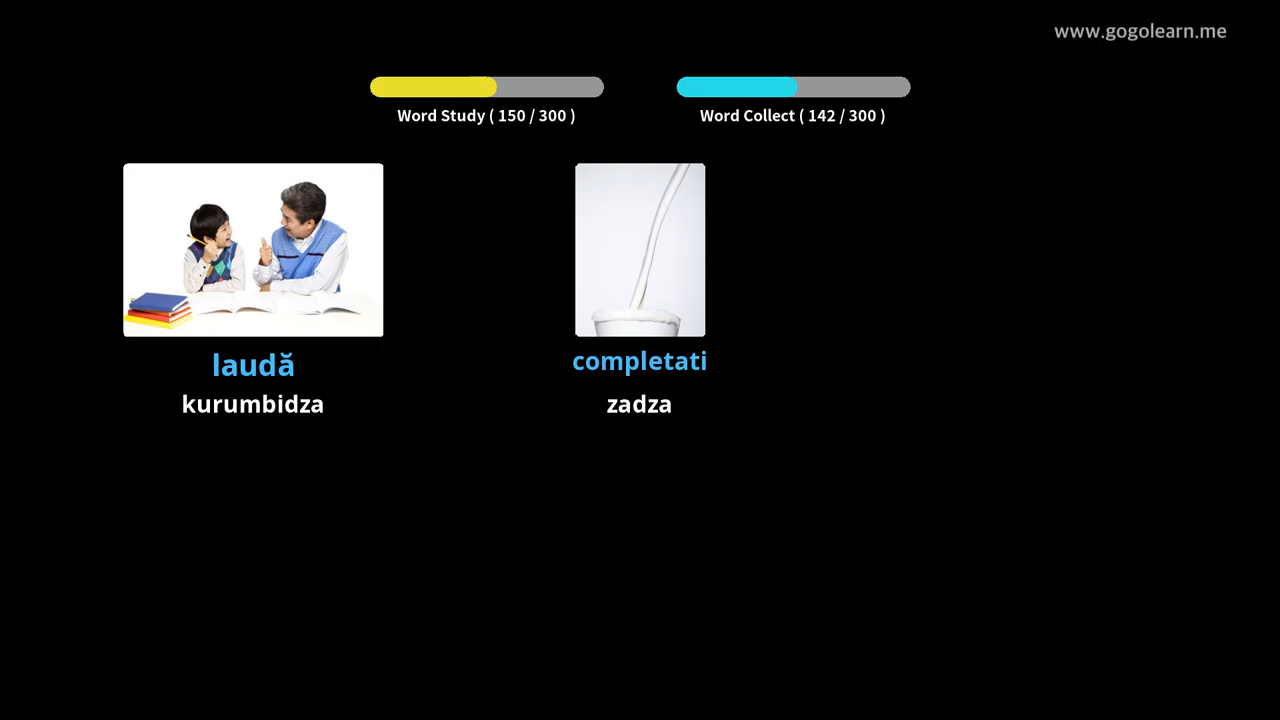 www.gogolearn.me
Word Study ( 150 / 300 )
Word Collect ( 142 / 300 )
laudă
kurumbidza
completati
zadza